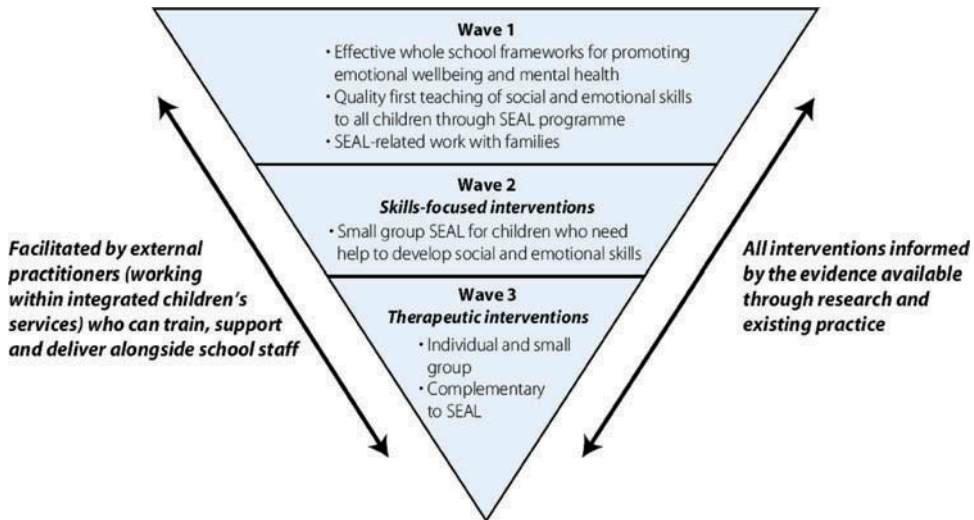 Wave 1
• Effective whole school frameworks for promoting
emotional wellbeing and mental health
• Quality first teaching of social and emotional skills
to all children through SEAL programme
• SEAL-related work with families
Wave 2
Skills-focused interventions
• Small group SEAL for children who need
help to develop social and emotional skills
Wave 3
Therapeutic interventions
• Individual and small
group
• Complementary
to SEAL
Facilitated by external
practitioners (working
within integrated children’s
services) who can train, support
and deliver alongside school staff
All interventions informed
by the evidence available
through research and
existing practice